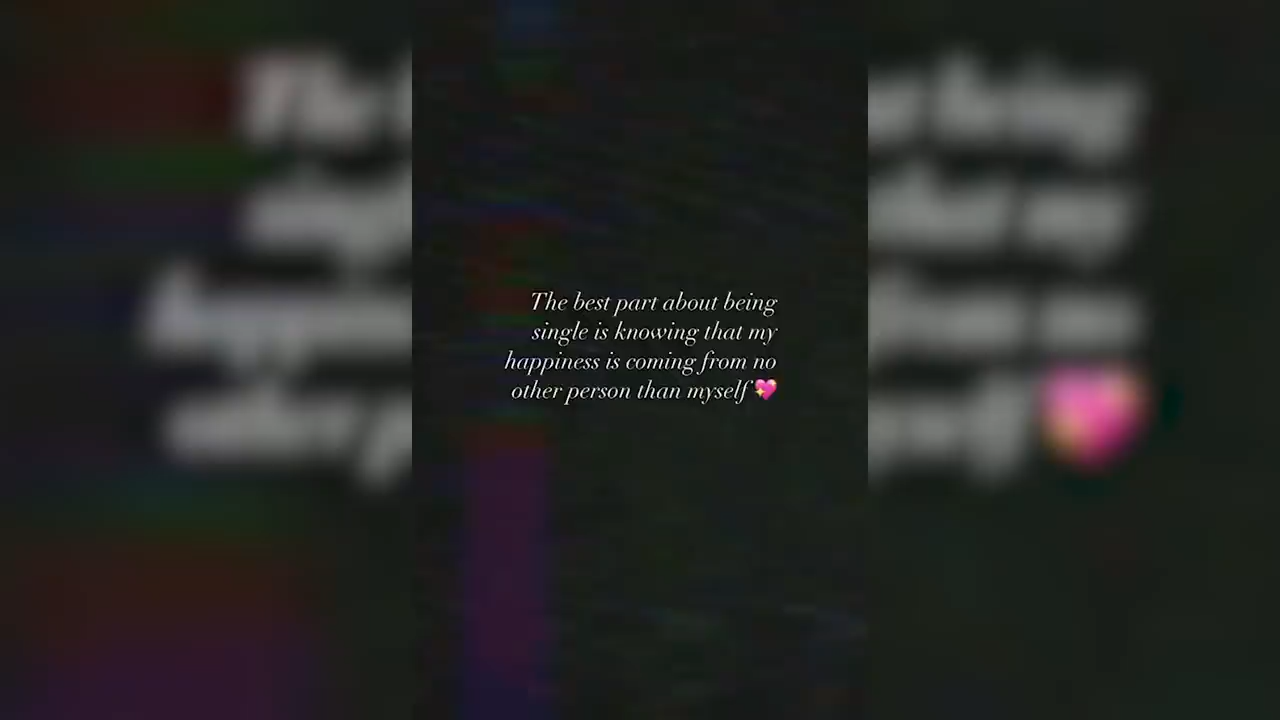 The best part about being
single is knowing that my
happiness is coming from no
other person than myself 💖